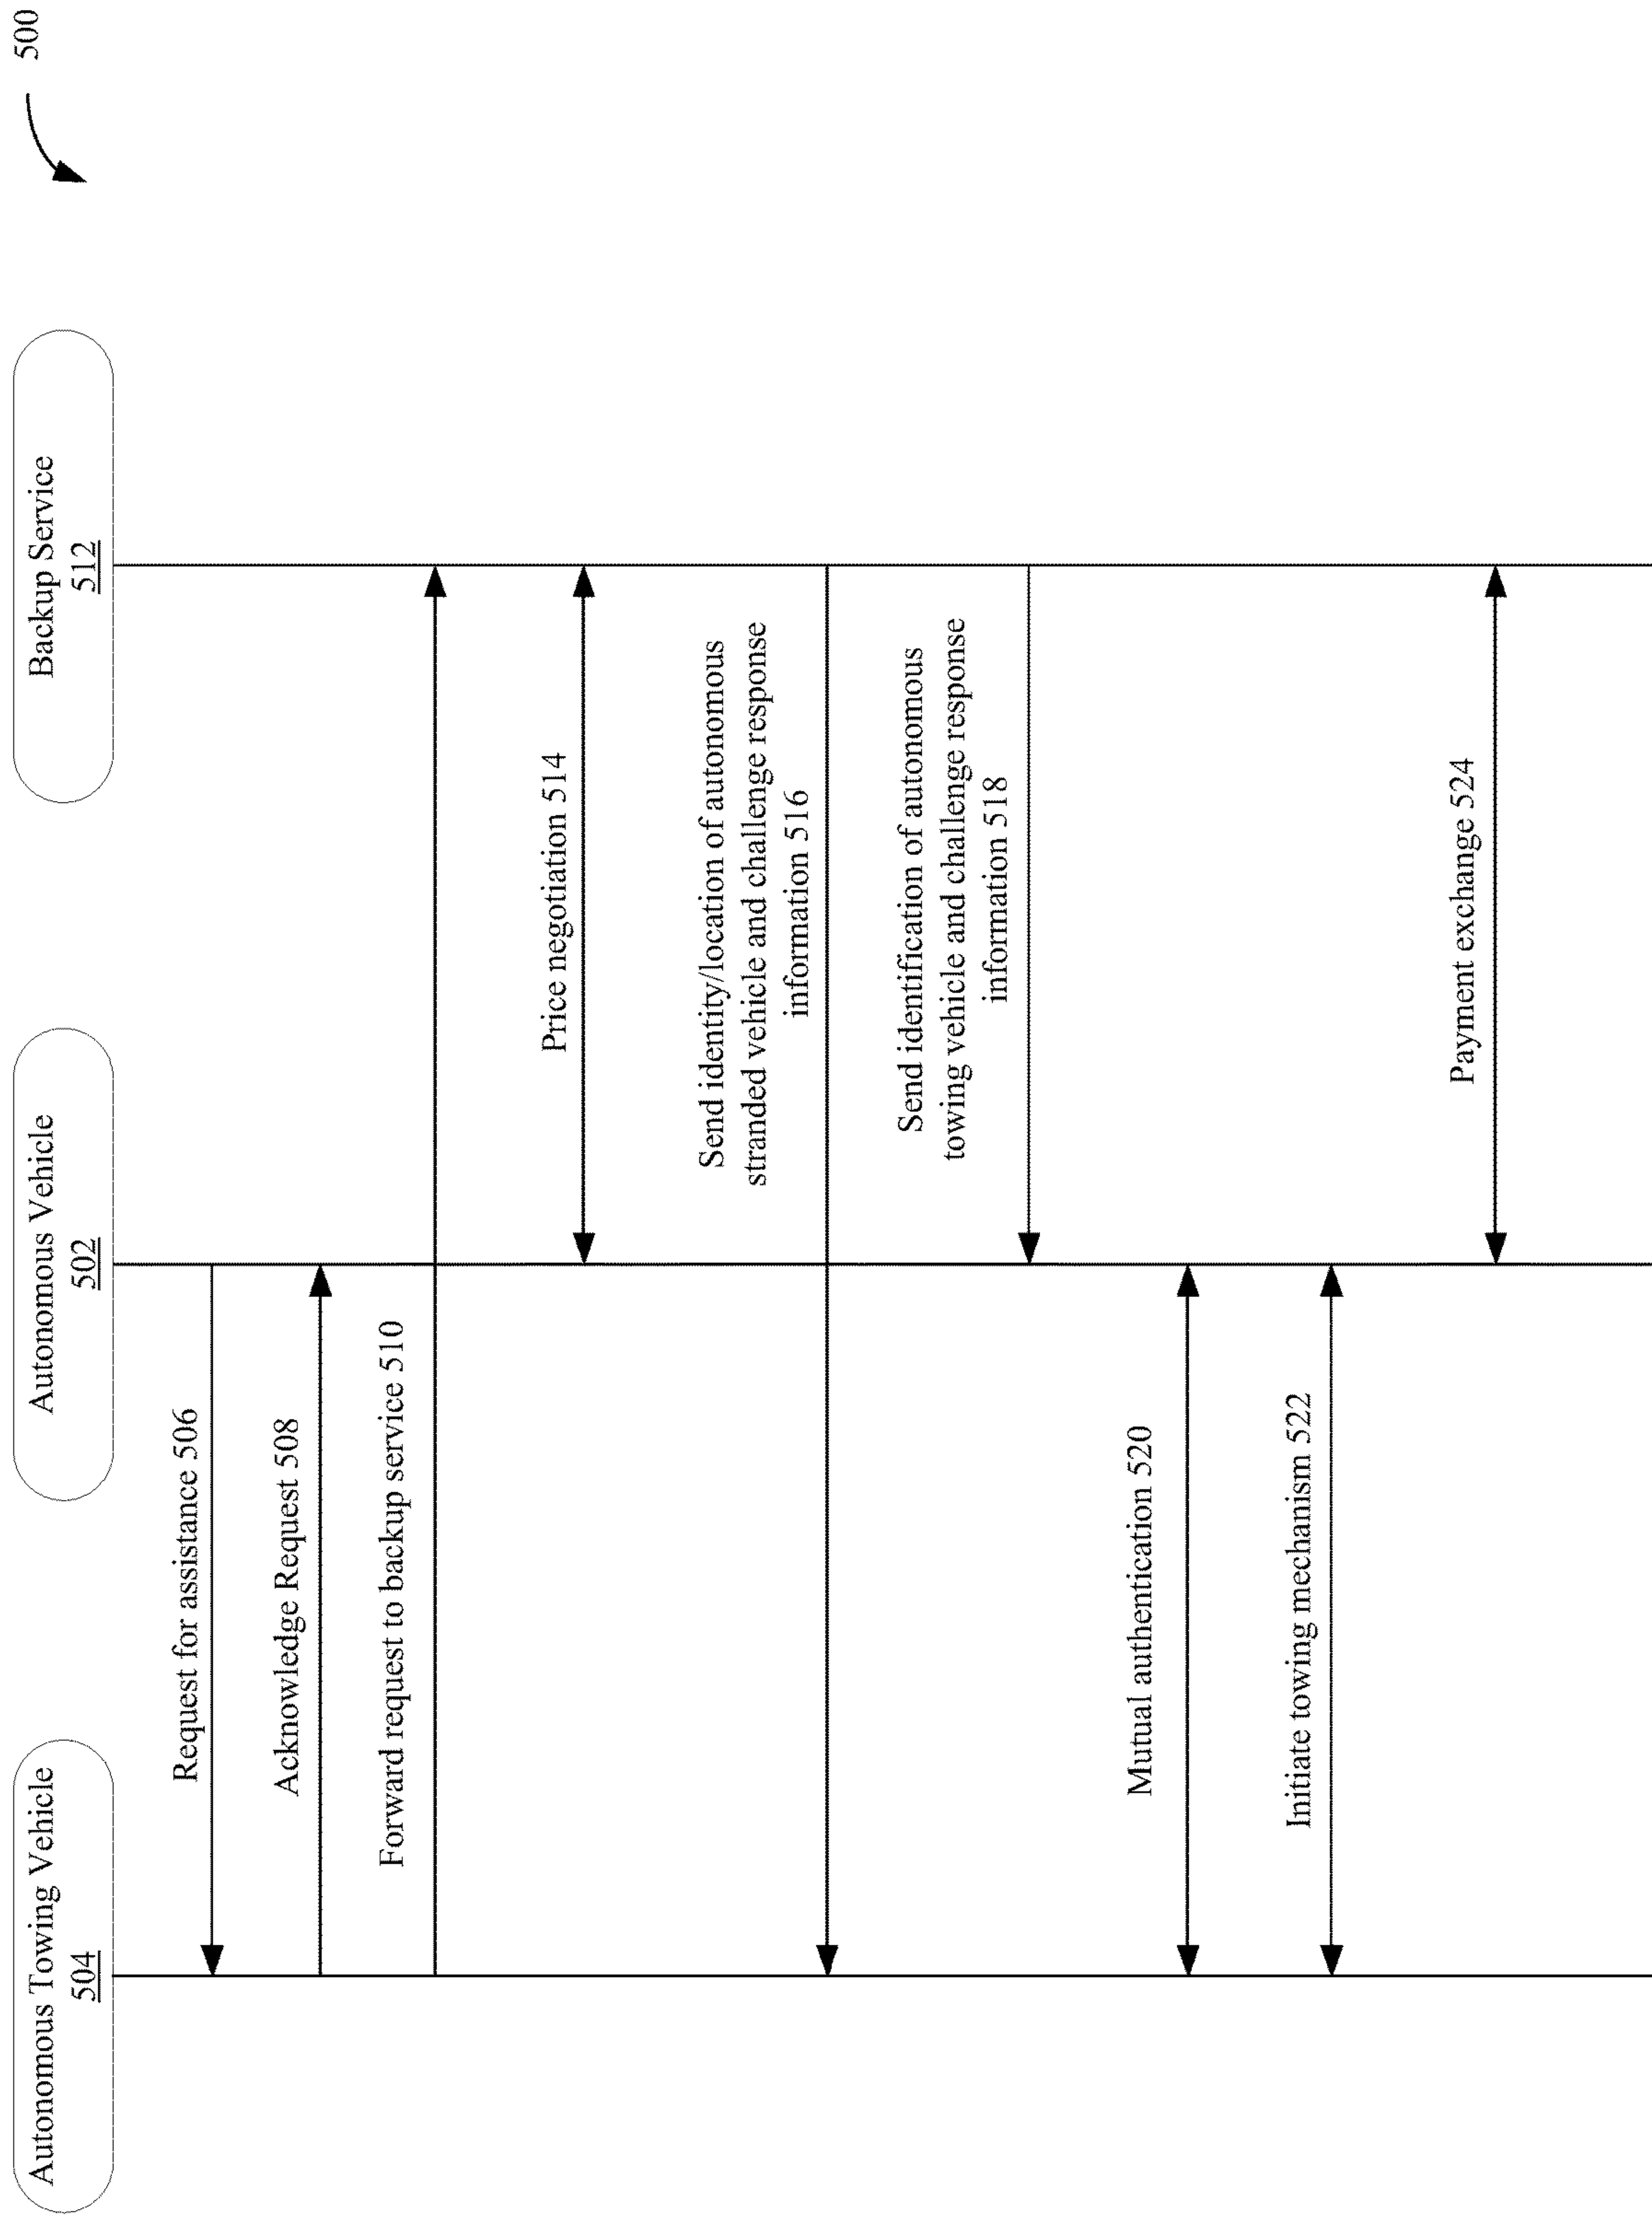 500
Autonomous Towing Vehicle
504
Autonomous Vehicle
502
Backup Service
512
Request for assistance 506
Acknowledge Request 508
Forward request to backup service 510
Price negotiation 514
Send identity/location of autonomous
stranded vehicle and challenge response
information 516
Send identification of autonomous
towing vehicle and challenge response
information 518
Mutual authentication 520
Initiate towing mechanism 522
Payment exchange 524